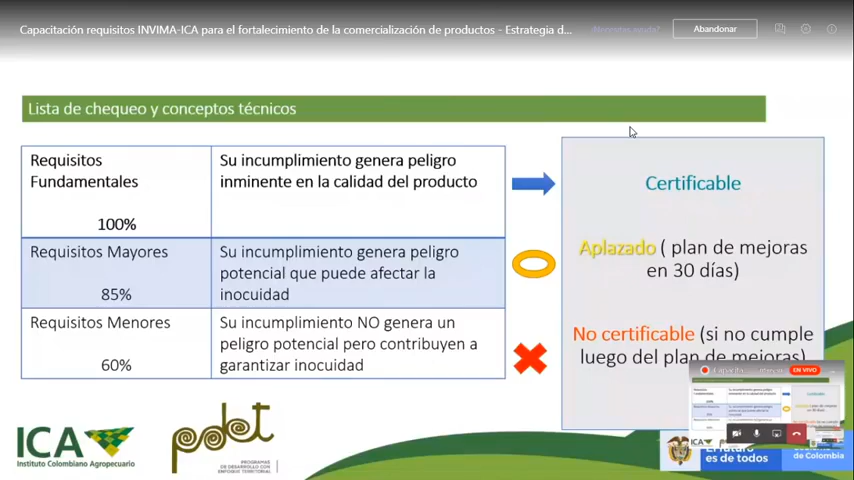 Capacitación requisitos INVIMA-ICA para el fortalecimiento de la comercialización de productos - Estrategia d...
¿Necesitas ayuda?
Abandonar
Lista de chequeo y conceptos técnicos
Requisitos
Fundamentales
100%
Su incumplimiento genera peligro
inminente en la calidad del producto
Requisitos Mayores
85%
Su incumplimiento genera peligro
potencial que puede afectar la
inocuidad
Requisitos Menores
60%
Su incumplimiento NO genera un
peligro potencial pero contribuyen a
garantizar inocuidad
Certificable
Aplazado ( plan de mejoras
en 30 días)
No certificable (si no cumple
luego del plan de mejoras)
EN VIVO
ICA
Instituto Colombiano Agropecuario
pdet
PROGRAMAS
DE DESARROLLO CON
ENFOQUE TERRITORIAL
El futuro
es de todos
de Colombia